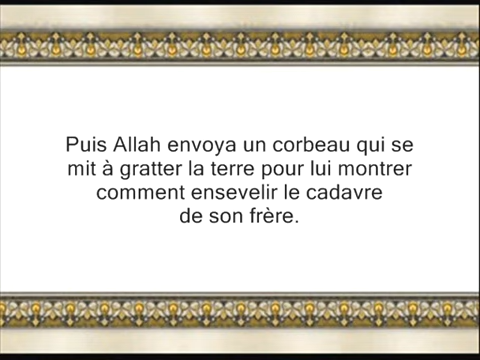 Puis Allah envoya un corbeau qui se
mit à gratter la terre pour lui montrer
comment ensevelir le cadavre
de son frère.